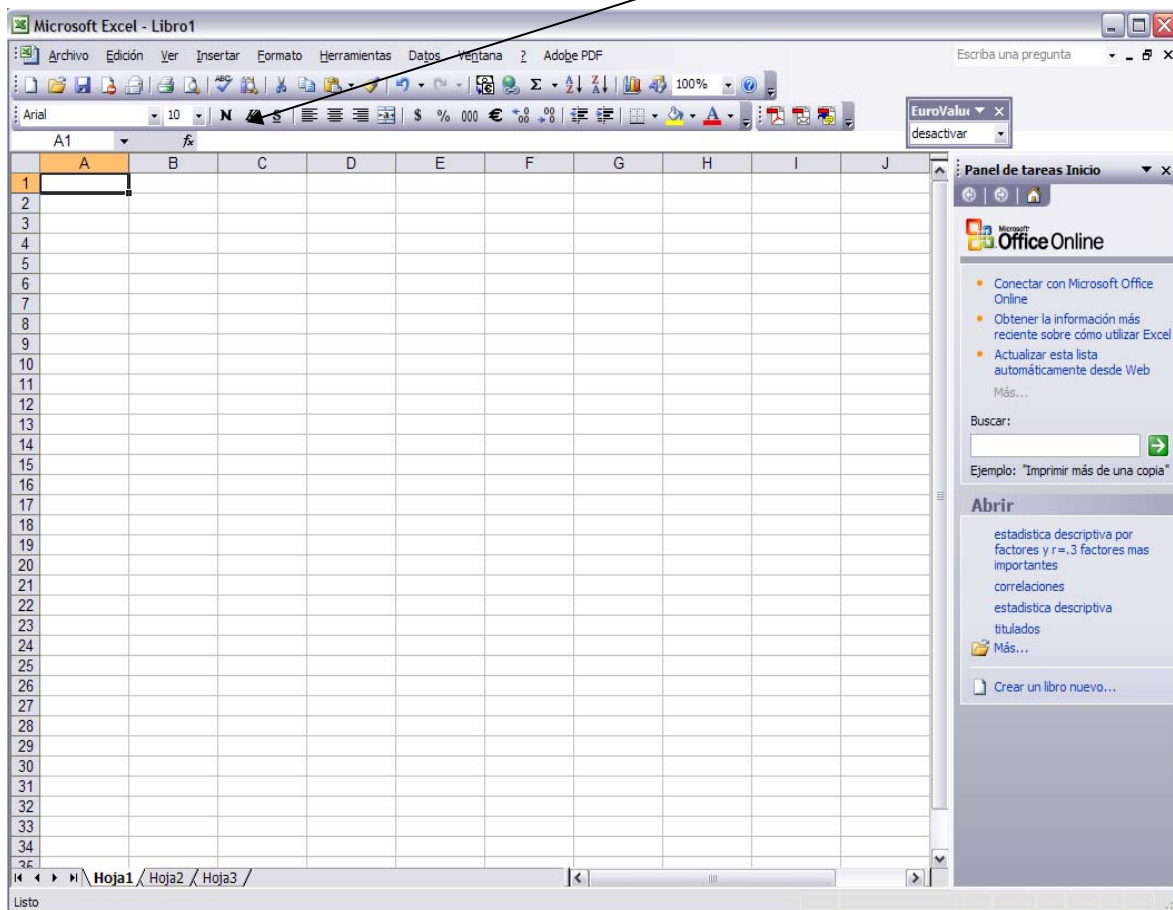 Microsoft Excel - Libro1
Archivo Edición Ver Insertar Formato Herramientas Datos Ventana ? Adobe PDF Escriba una pregunta
100%
Arial 10 N K S $ % 000 €
EuroValue
desactivar
A1 fx
A B C D E F G H I J
1
2
3
4
5
6
7
8
9
10
11
12
13
14
15
16
17
18
19
20
21
22
23
24
25
26
27
28
29
30
31
32
33
34
35
Panel de tareas Inicio
Microsoft
Office Online
Conectar con Microsoft Office
Online
Obtener la información más
reciente sobre cómo utilizar Excel
Actualizar esta lista
automáticamente desde Web
Más...
Buscar:
Ejemplo: "Imprimir más de una copia"
Abrir
estadistica descriptiva por
factores y r=.3 factores mas
importantes
correlaciones
estadistica descriptiva
titulados
Más...
Crear un libro nuevo...
Hoja1 Hoja2 Hoja3
Listo